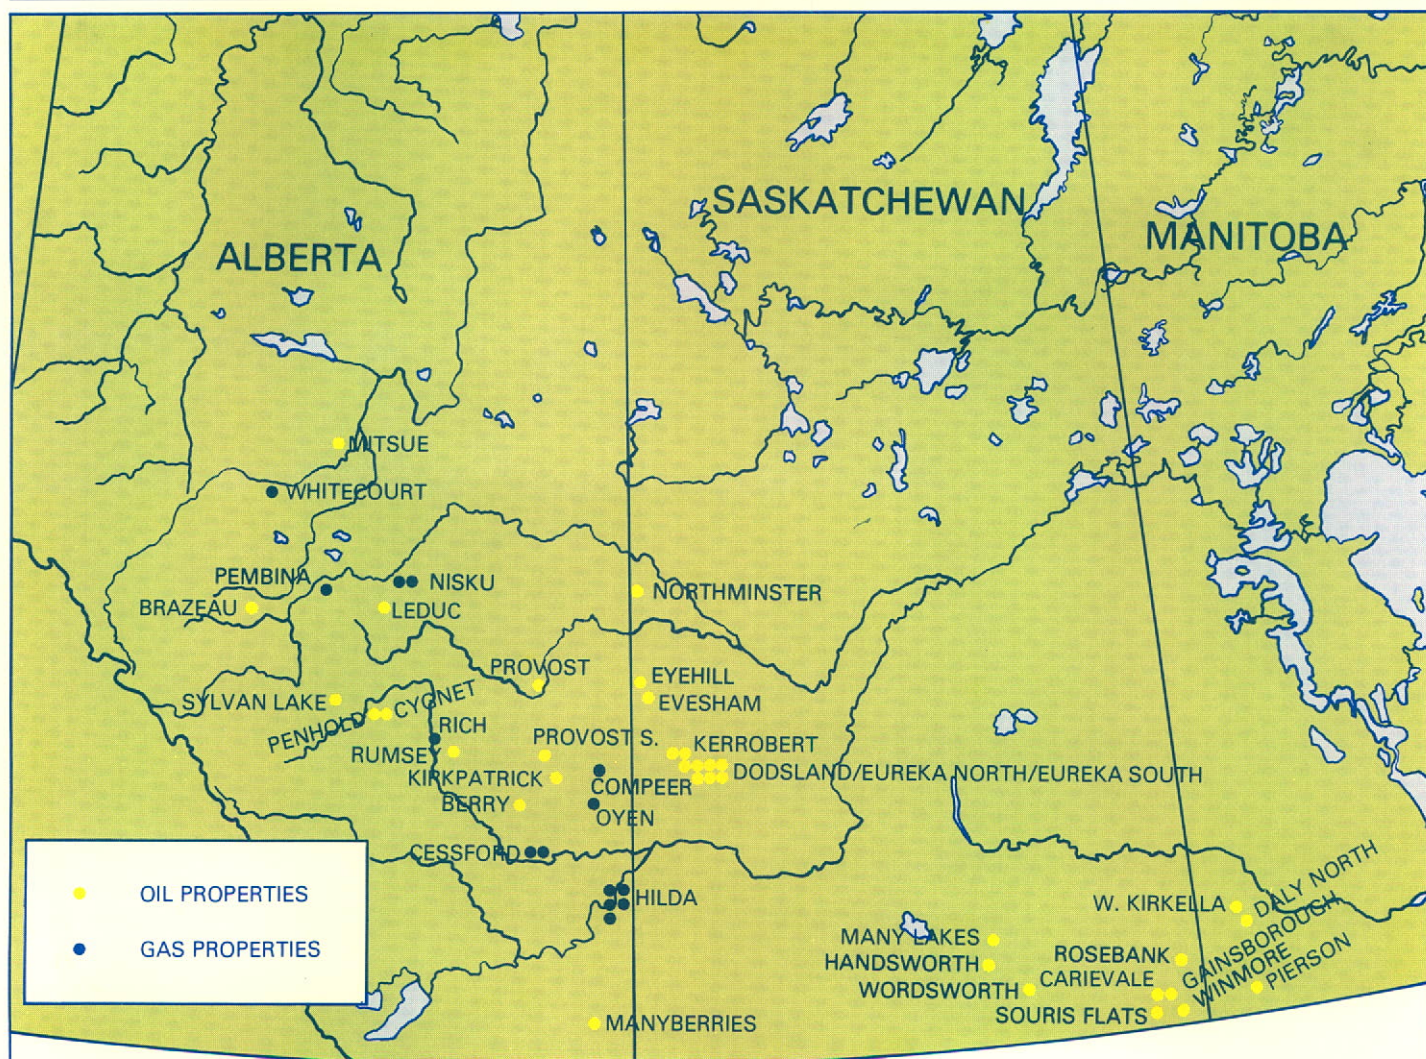 SASKATCHEWAN
MANITOBA
ALBERTA
MITSUE
WHITECOURT
PEMBINA
NISKU
BRAZEAU
LEDUC
NORTHMINSTER
PROVOST
EYEHILL
SYLVAN LAKE
CYGNET
EVESHAM
PENHOLD
RICH
PROVOST S.
KERROBERT
RUMSEY
KIRKPATRICK
COMPEER
DODSLAND/EUREKA NORTH/EUREKA SOUTH
BERRY
OYEN
CESSFORD
HILDA
OIL PROPERTIES
GAS PROPERTIES
W. KIRKELLA
DALY NORTH
MANY LAKES
HANDSWORTH
ROSEBANK
GAINSBOROUGH
CARIEVALE
WINMORE
PIERSON
WORDSWORTH
SOURIS FLATS
MANYBERRIES